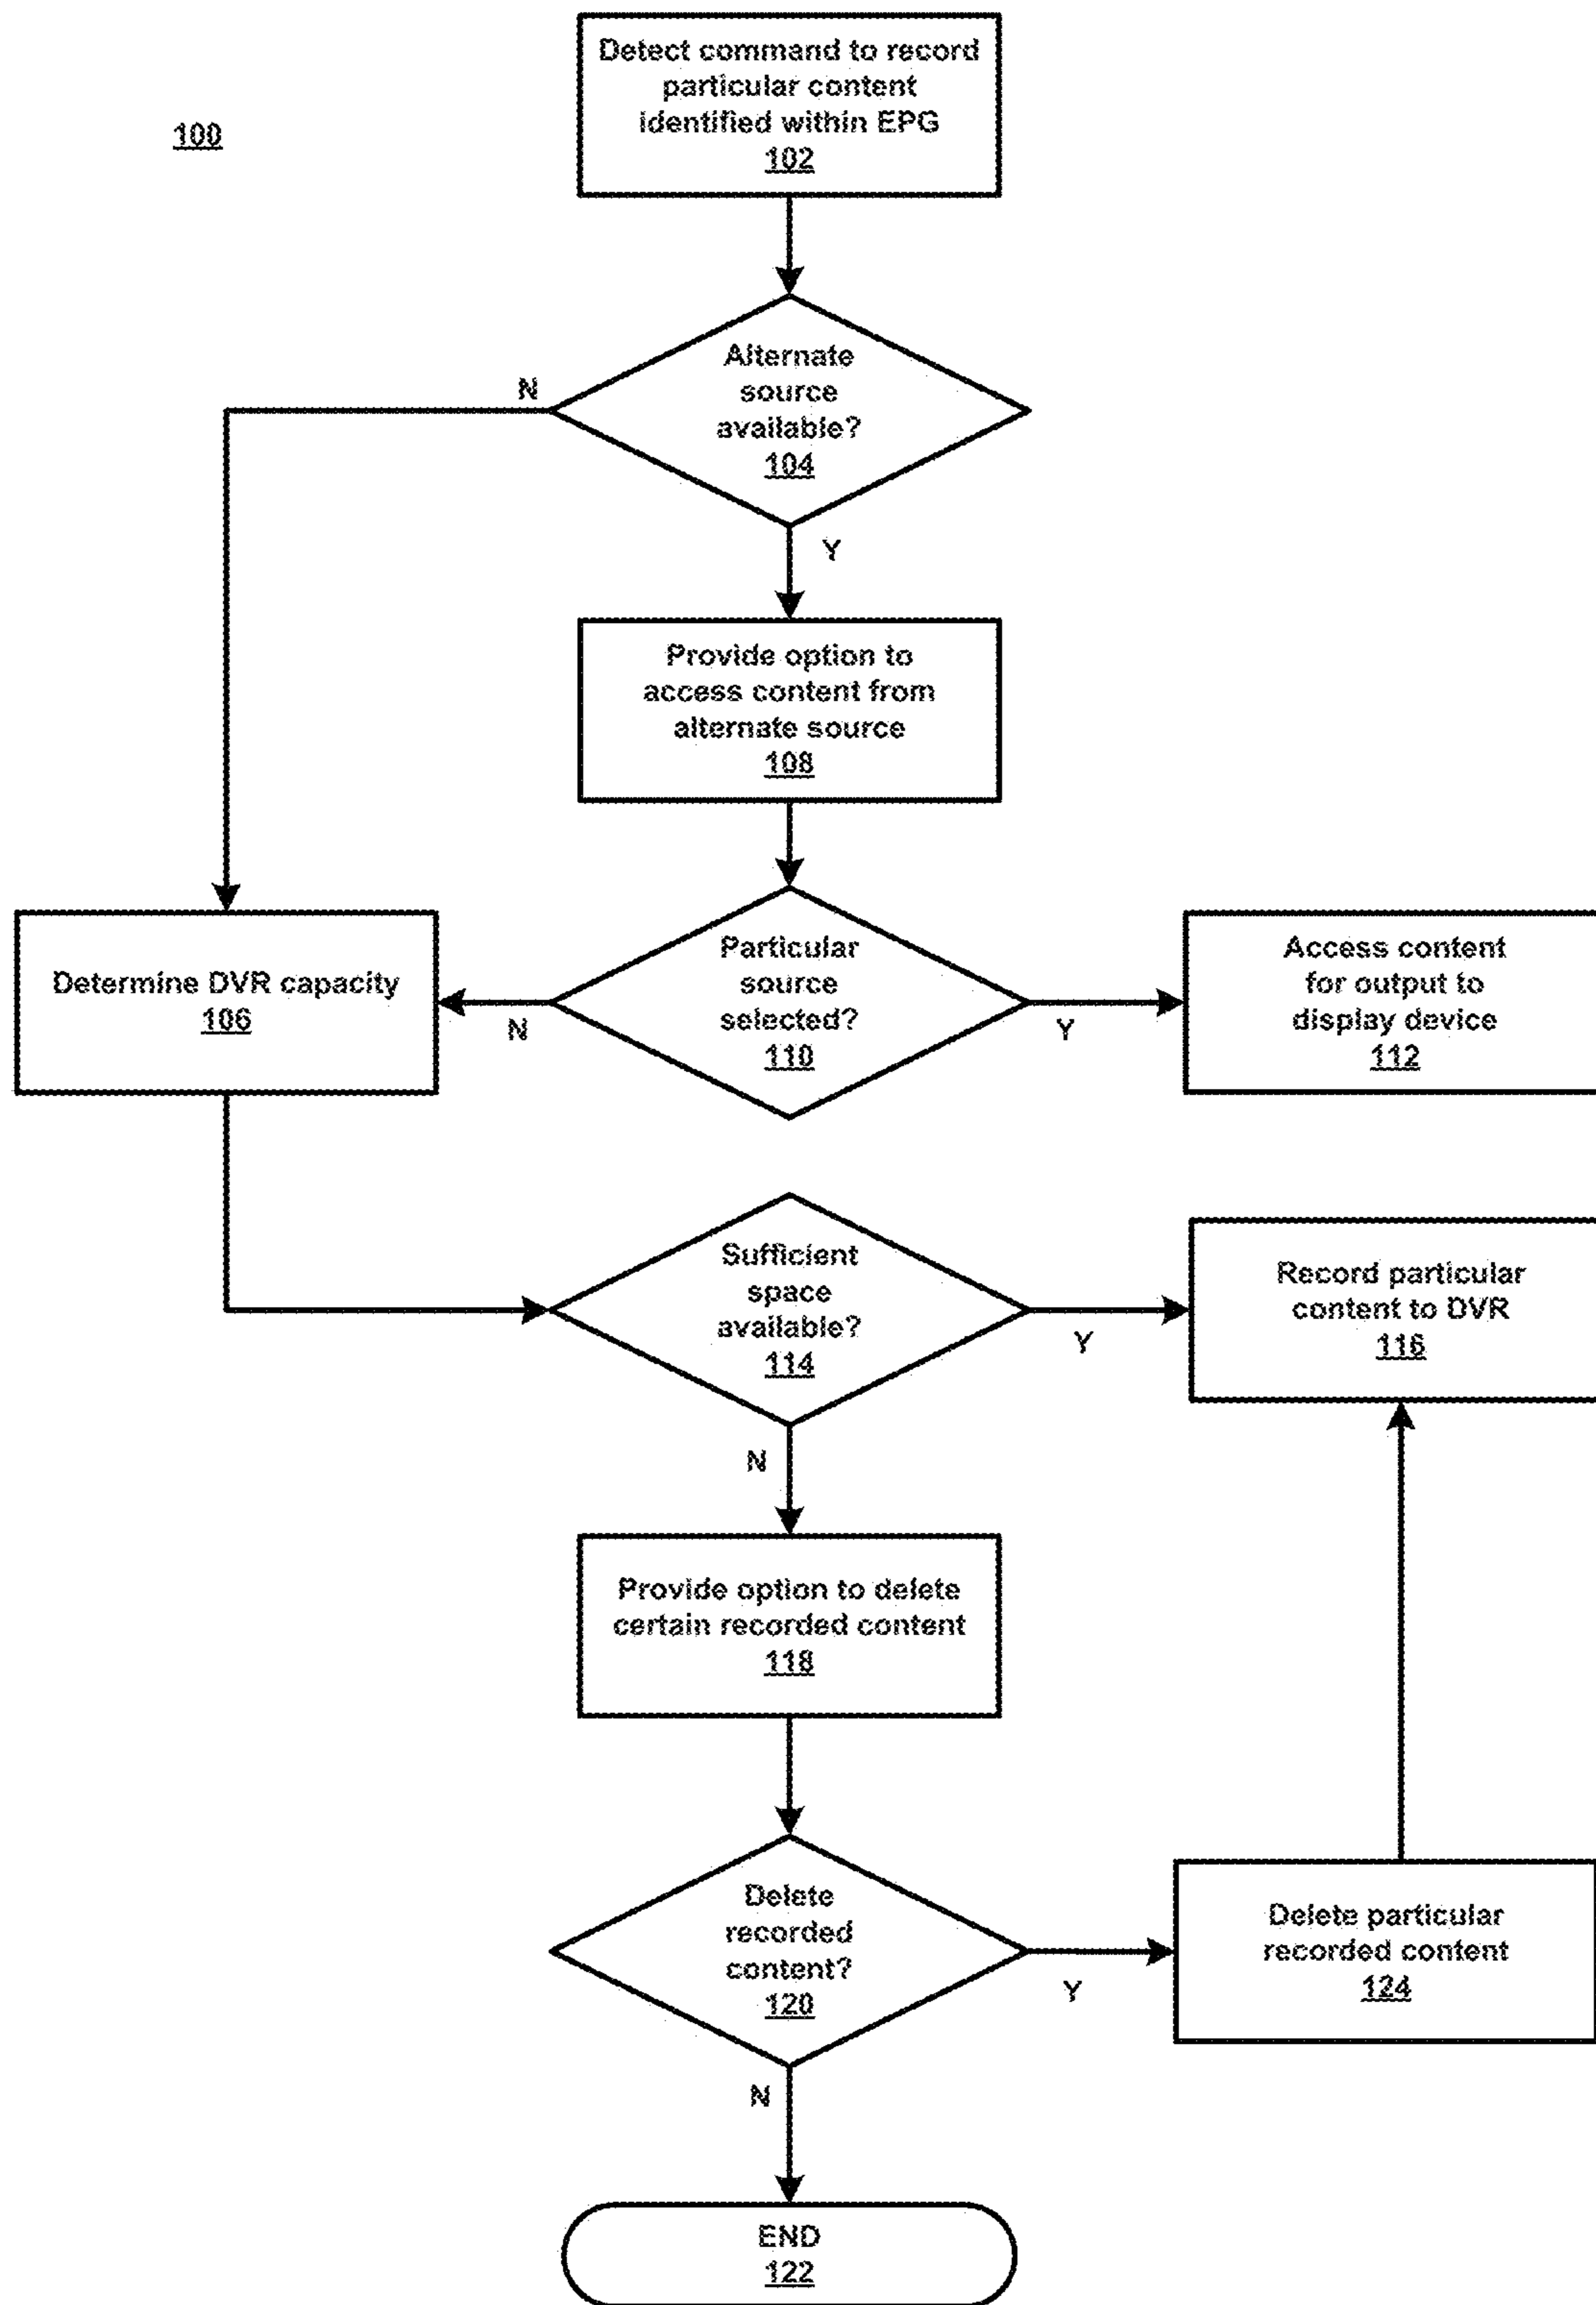 Detect command to record
particular content
identified within EPG
102
100
Alternate
source
available?
104
N
Y
Provide option to
access content from
alternate source
108
Determine DVR capacity
106
Particular
source
selected?
110
N
Y
Access content
for output to
display device
112
Sufficient
space
available?
114
Y
N
Record particular
content to DVR
116
Provide option to delete
certain recorded content
118
Delete
recorded
content?
120
Y
N
Delete particular
recorded content
124
END
122